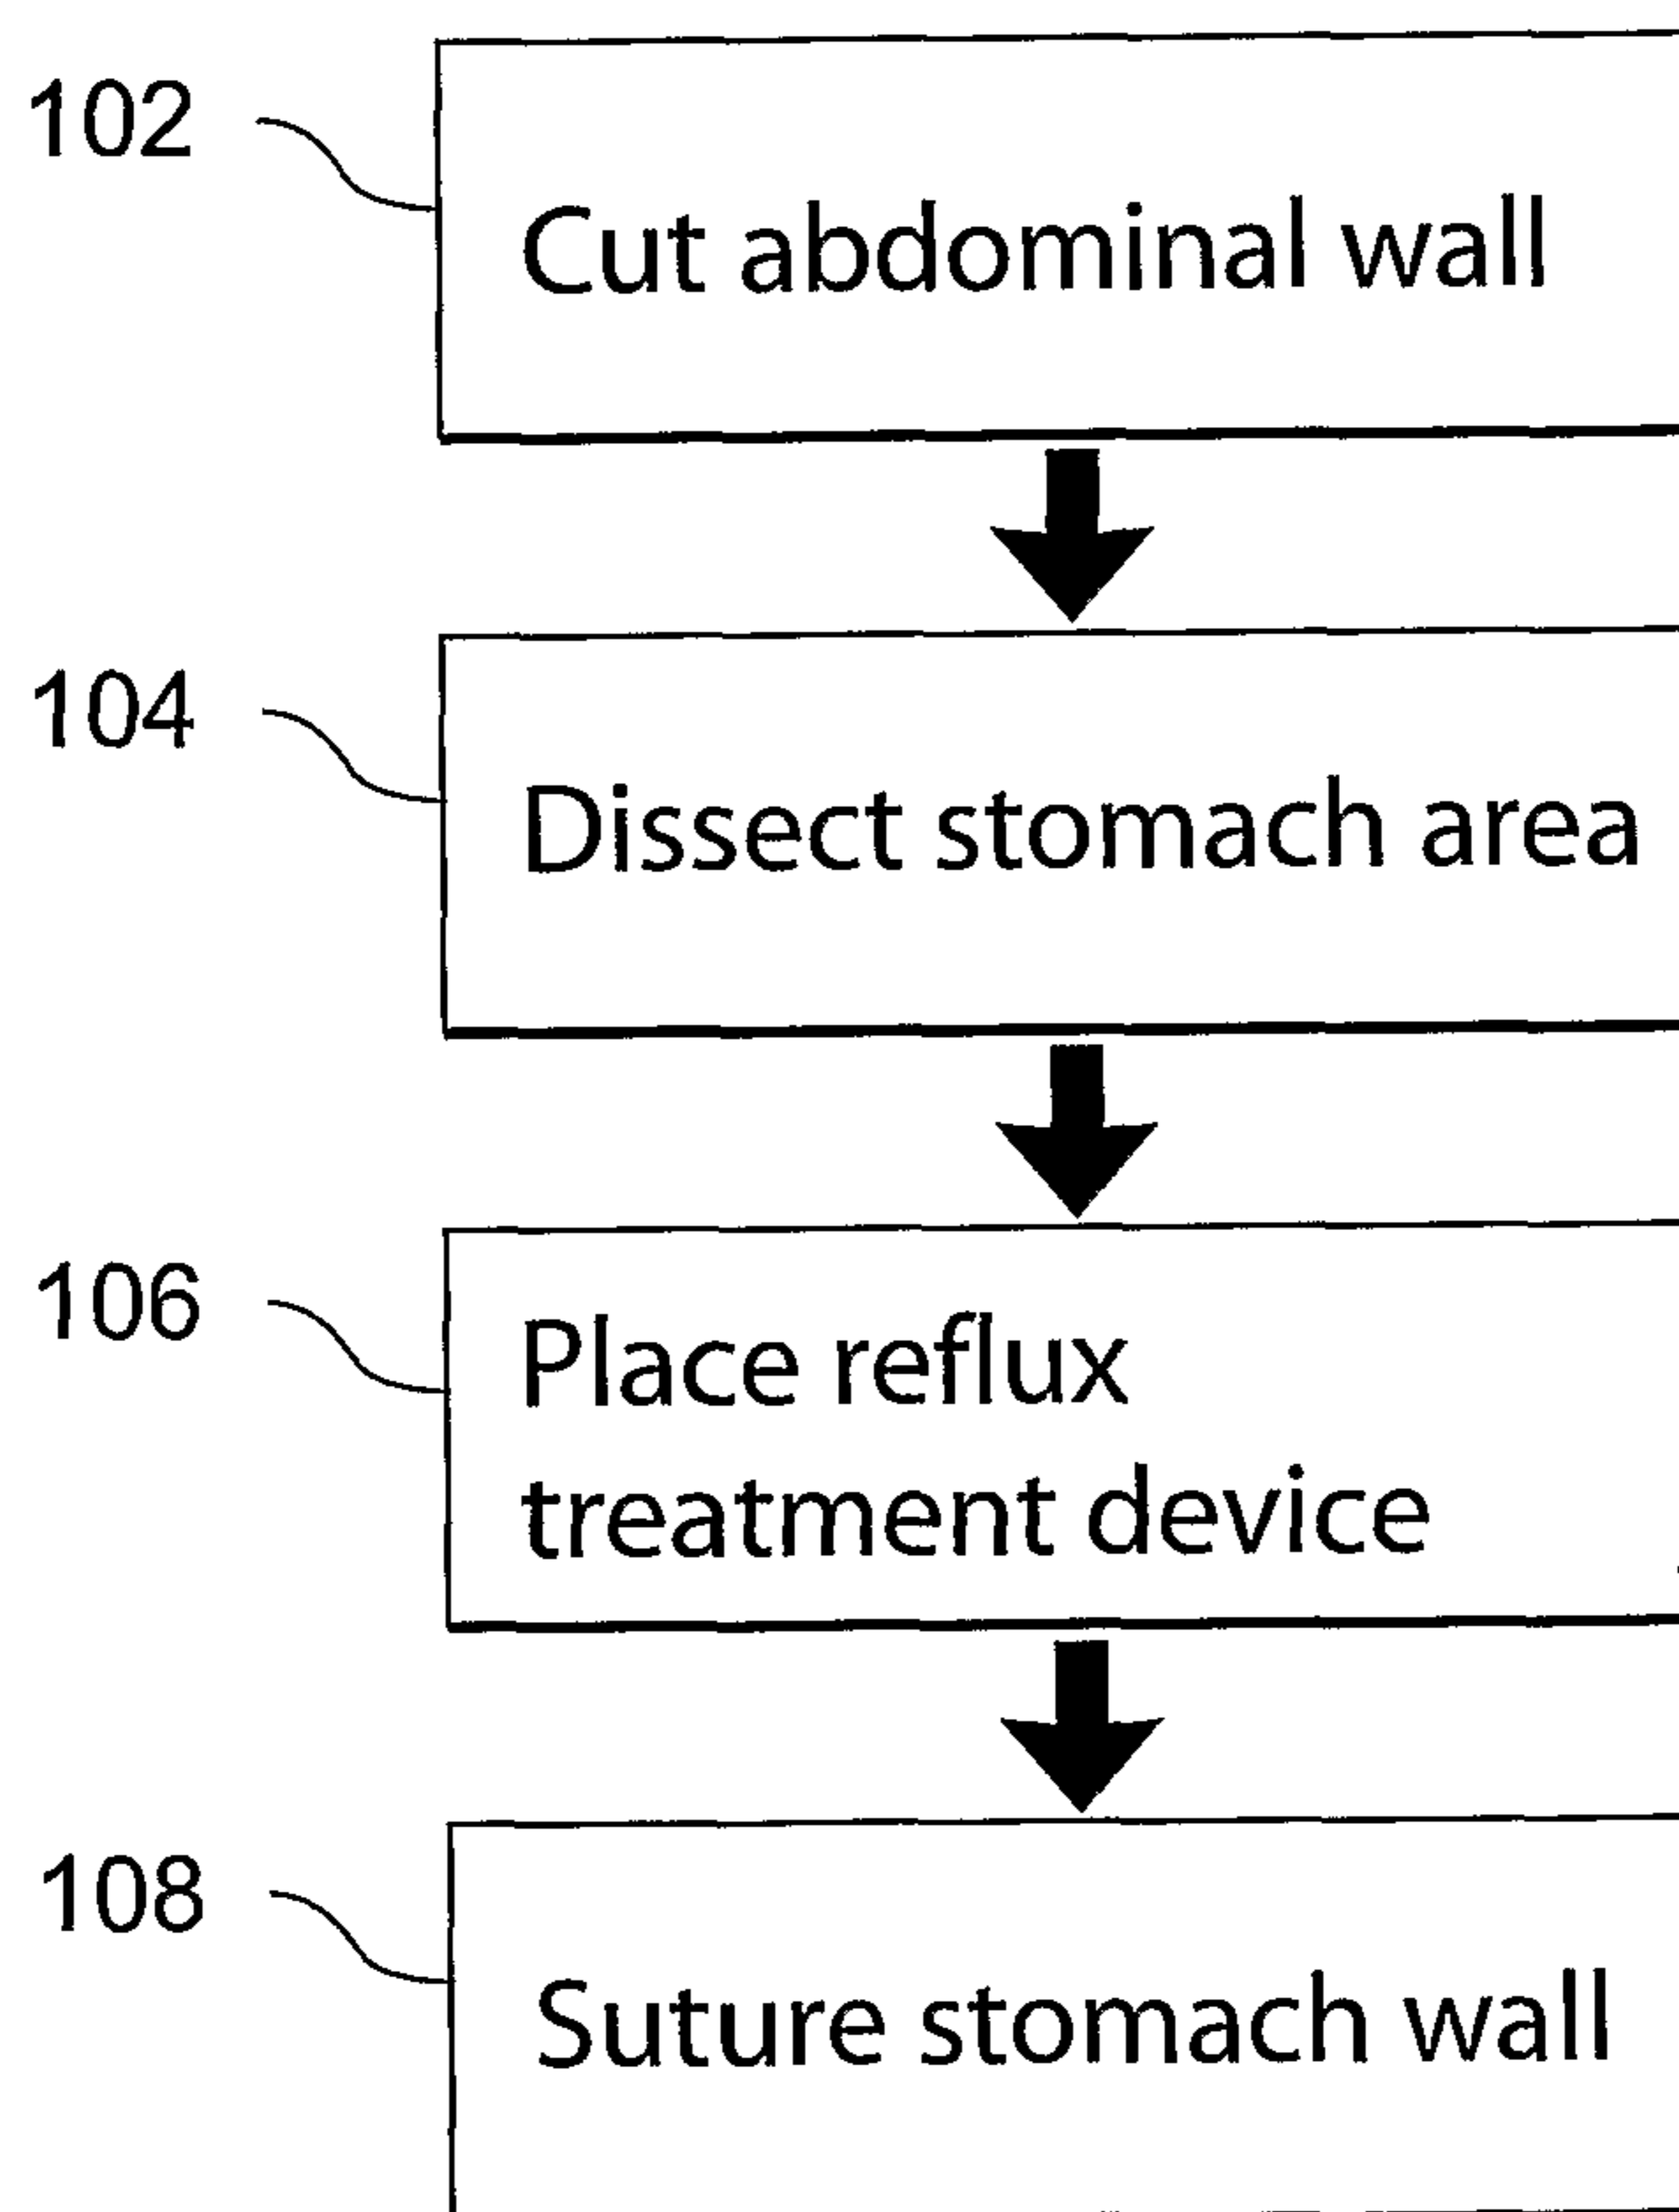 102
Cut abdominal wall
104
Dissect stomach area
106
Place reflux
treatment device
108
Suture stomach wall